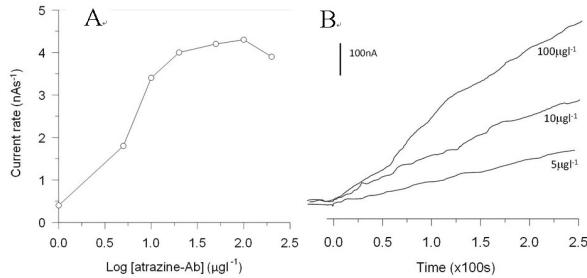 A
B
5
4
3
2
1
0
Current rate (nAs⁻¹)
0.0 0.5 1.0 1.5 2.0 2.5
Log [atrazine-Ab] (µgl⁻¹)
100nA
100µgl⁻¹
10µgl⁻¹
5µgl⁻¹
0.0 0.5 1.0 1.5 2.0 2.5
Time (x100s)